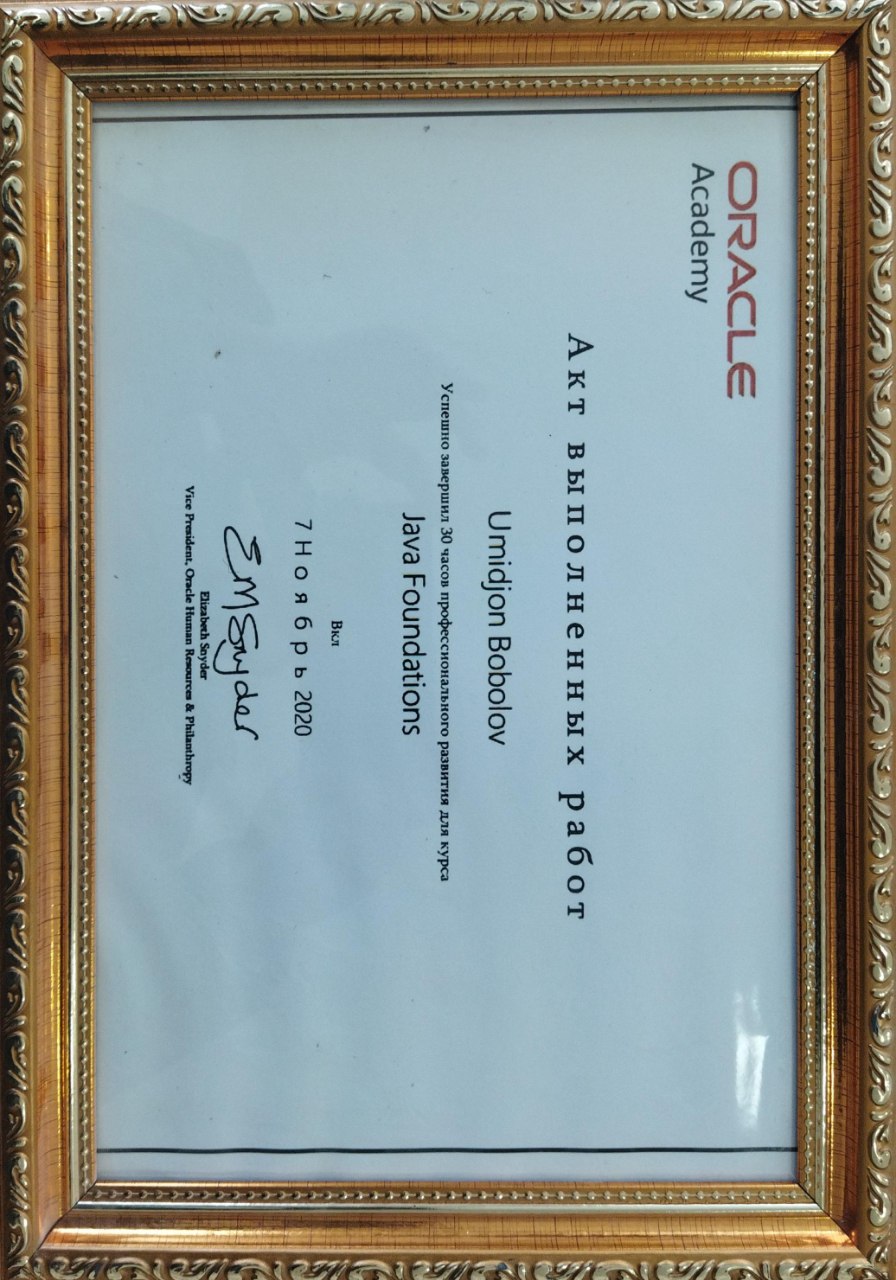 ORACLE
Academy
Акт выполненных работ
Umidjon Bobolov
Успешно завершил 30 часов профессионального развития для курса
Java Foundations
Вкл
7 Ноябрь 2020
EMSnyder
Elizabeth Snyder
Vice President, Oracle Human Resources & Philanthropy